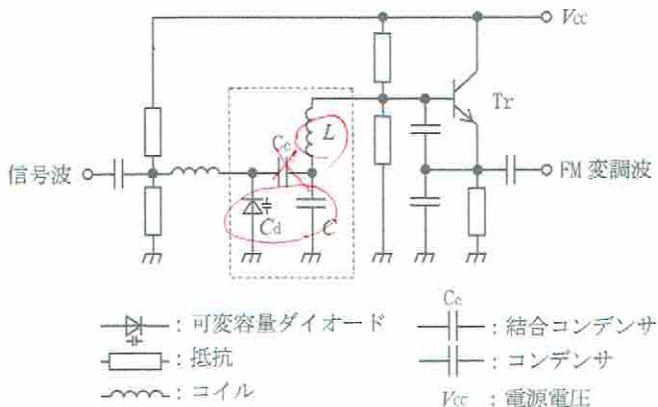 Vcc
Tr
L
Cc
信号波
FM 変調波
Cd
C
Cc
：可変容量ダイオード
：結合コンデンサ
：抵抗
：コンデンサ
：コイル
Vcc ：電源電圧